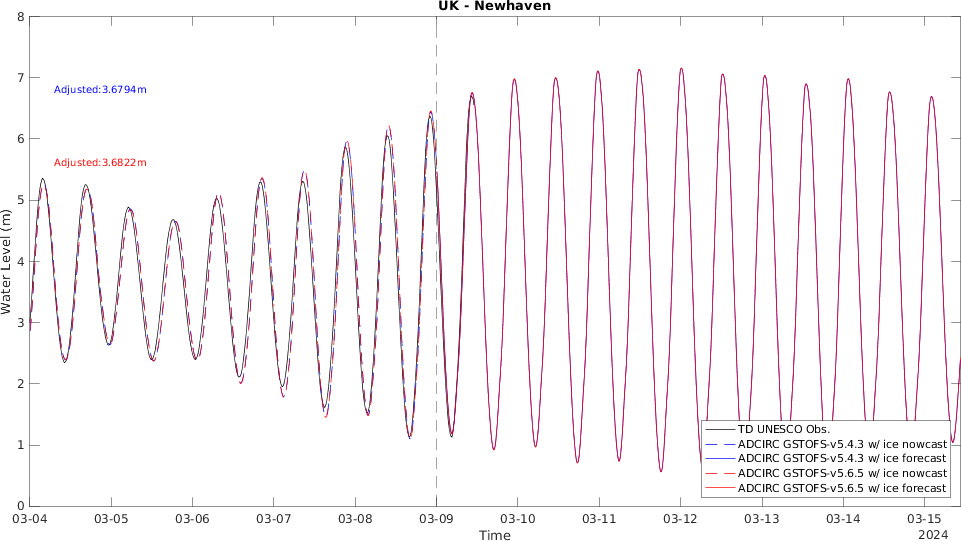 UK - Newhaven
8
7
6
5
4
3
2
1
0
Water Level (m)
Adjusted:3.6794m
Adjusted:3.6822m
TD UNESCO Obs.
ADCIRC GSTOFS-v5.4.3 w/ ice nowcast
ADCIRC GSTOFS-v5.4.3 w/ ice forecast
ADCIRC GSTOFS-v5.6.5 w/ ice nowcast
ADCIRC GSTOFS-v5.6.5 w/ ice forecast
03-04 03-05 03-06 03-07 03-08 03-09 03-10 03-11 03-12 03-13 03-14 03-15
Time
2024